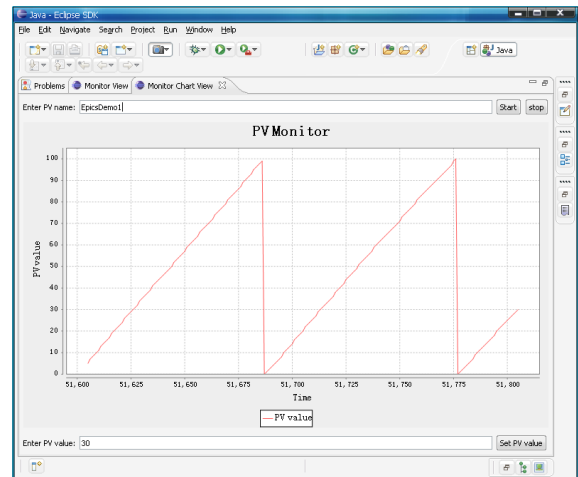 Java - Eclipse SDK
File Edit Navigate Search Project Run Window Help
Java
Problems Monitor View Monitor Chart View
Enter PV name: EpicsDemo1 Start stop
PV Monitor
100
90
80
70
60
50
40
30
20
10
0
PV value
51,600 51,625 51,650 51,675 51,700 51,725 51,750 51,775 51,800
Time
PV value
Enter PV value: 30 Set PV value